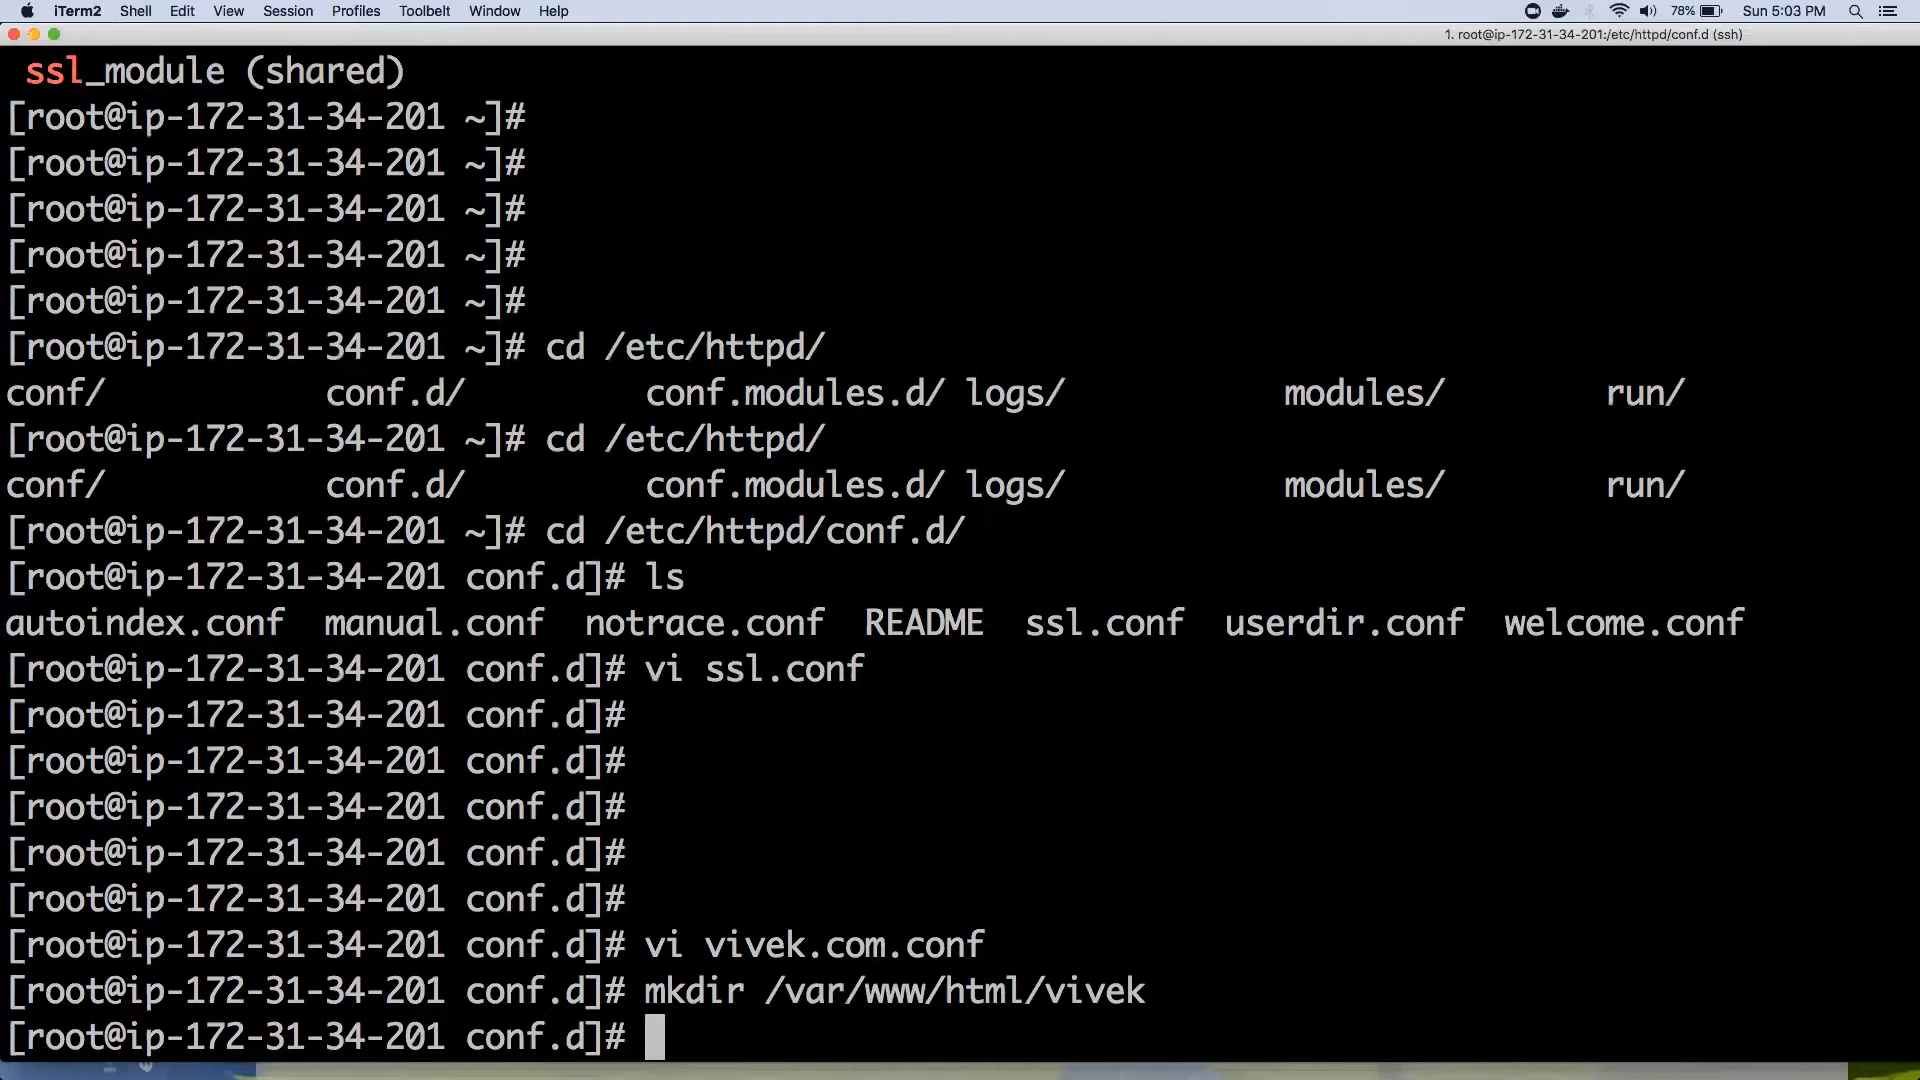 iTerm2 Shell Edit View Session Profiles Toolbelt Window Help 78% Sun 5:03 PM
1. root@ip-172-31-34-201:/etc/httpd/conf.d (ssh)
ssl_module (shared)
[root@ip-172-31-34-201 ~]#
[root@ip-172-31-34-201 ~]#
[root@ip-172-31-34-201 ~]#
[root@ip-172-31-34-201 ~]#
[root@ip-172-31-34-201 ~]#
[root@ip-172-31-34-201 ~]# cd /etc/httpd/
conf/ conf.d/ conf.modules.d/ logs/ modules/ run/
[root@ip-172-31-34-201 ~]# cd /etc/httpd/
conf/ conf.d/ conf.modules.d/ logs/ modules/ run/
[root@ip-172-31-34-201 ~]# cd /etc/httpd/conf.d/
[root@ip-172-31-34-201 conf.d]# ls
autoindex.conf manual.conf notrace.conf README ssl.conf userdir.conf welcome.conf
[root@ip-172-31-34-201 conf.d]# vi ssl.conf
[root@ip-172-31-34-201 conf.d]#
[root@ip-172-31-34-201 conf.d]#
[root@ip-172-31-34-201 conf.d]#
[root@ip-172-31-34-201 conf.d]#
[root@ip-172-31-34-201 conf.d]#
[root@ip-172-31-34-201 conf.d]# vi vivek.com.conf
[root@ip-172-31-34-201 conf.d]# mkdir /var/www/html/vivek
[root@ip-172-31-34-201 conf.d]#